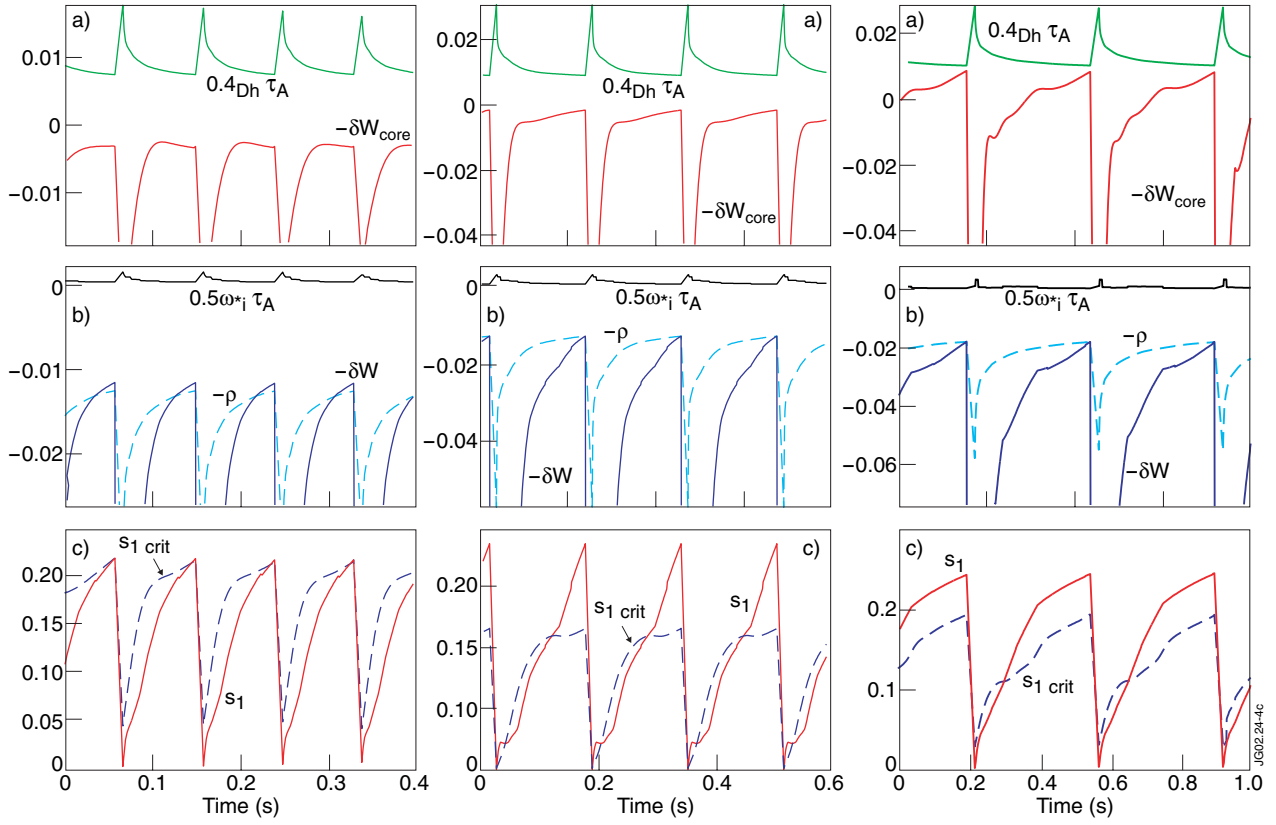 a)
0.01
0
−0.01
0.4Dh τA
−δWcore
a)
0.02
0
−0.02
−0.04
0.4Dh τA
−δWcore
a)
0.02
0
−0.02
−0.04
0.4Dh τA
−δWcore
b)
0
−0.01
−0.02
0.5ω*i τA
−ρ
−δW
b)
0
−0.02
−0.04
0.5ω*i τA
−ρ
−δW
b)
0
−0.02
−0.04
−0.06
0.5ω*i τA
−ρ
−δW
c)
0.20
0.15
0.10
0.05
0
s1 crit
s1
0 0.1 0.2 0.3 0.4
Time (s)
c)
0.20
0.10
0
s1 crit
s1
0 0.2 0.4 0.6
Time (s)
c)
0.2
0.1
0
s1
s1 crit
0 0.2 0.4 0.6 0.8 1.0
Time (s)
JG02.24-4c